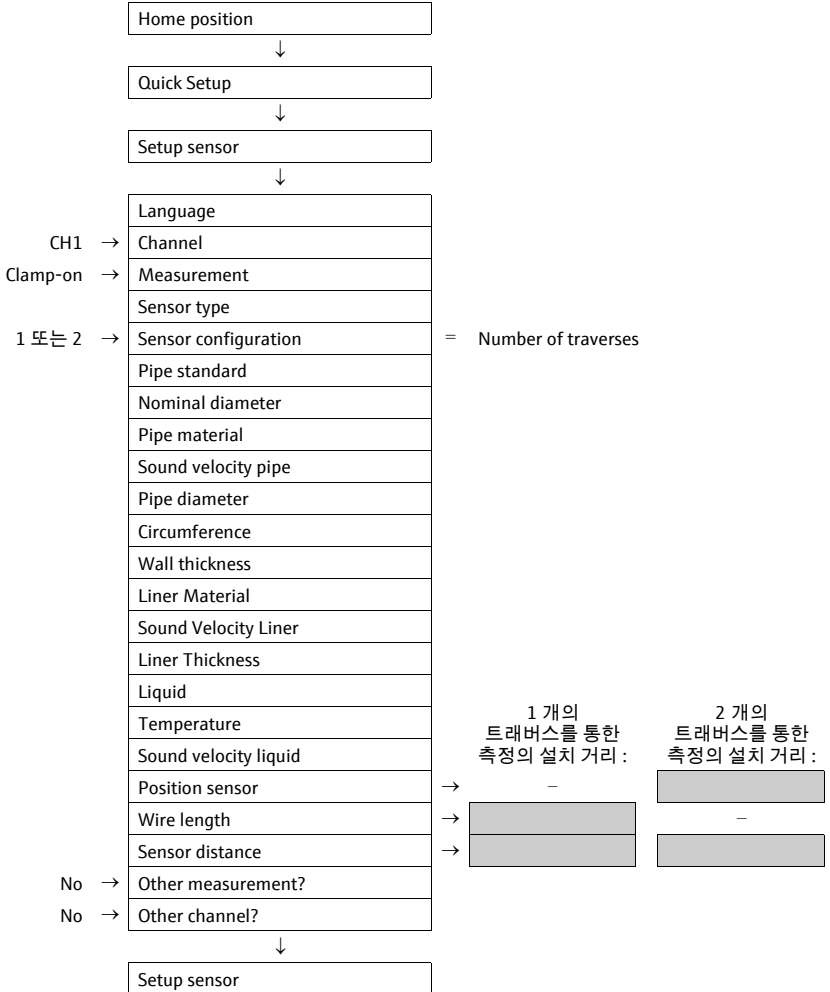 Home position
↓
Quick Setup
↓
Setup sensor
↓
Language
CH1 → Channel
Clamp-on → Measurement
Sensor type
1 또는 2 → Sensor configuration = Number of traverses
Pipe standard
Nominal diameter
Pipe material
Sound velocity pipe
Pipe diameter
Circumference
Wall thickness
Liner Material
Sound Velocity Liner
Liner Thickness
Liquid
Temperature
Sound velocity liquid
1 개의
트래버스를 통한
측정의 설치 거리 :
2 개의
트래버스를 통한
측정의 설치 거리 :
Position sensor → –
Wire length → –
Sensor distance →
No → Other measurement?
No → Other channel?
↓
Setup sensor